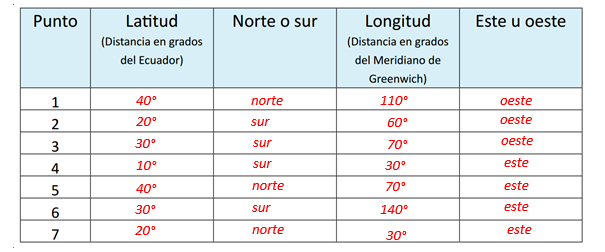 Punto Latitud Norte o sur Longitud Este u oeste
(Distancia en grados (Distancia en grados
del Ecuador) del Meridiano de
Greenwich)
1 40° norte 110° oeste
2 20° sur 60° oeste
3 30° sur 70° oeste
4 10° sur 30° este
5 40° norte 70° este
6 30° sur 140° este
7 20° norte 30° este